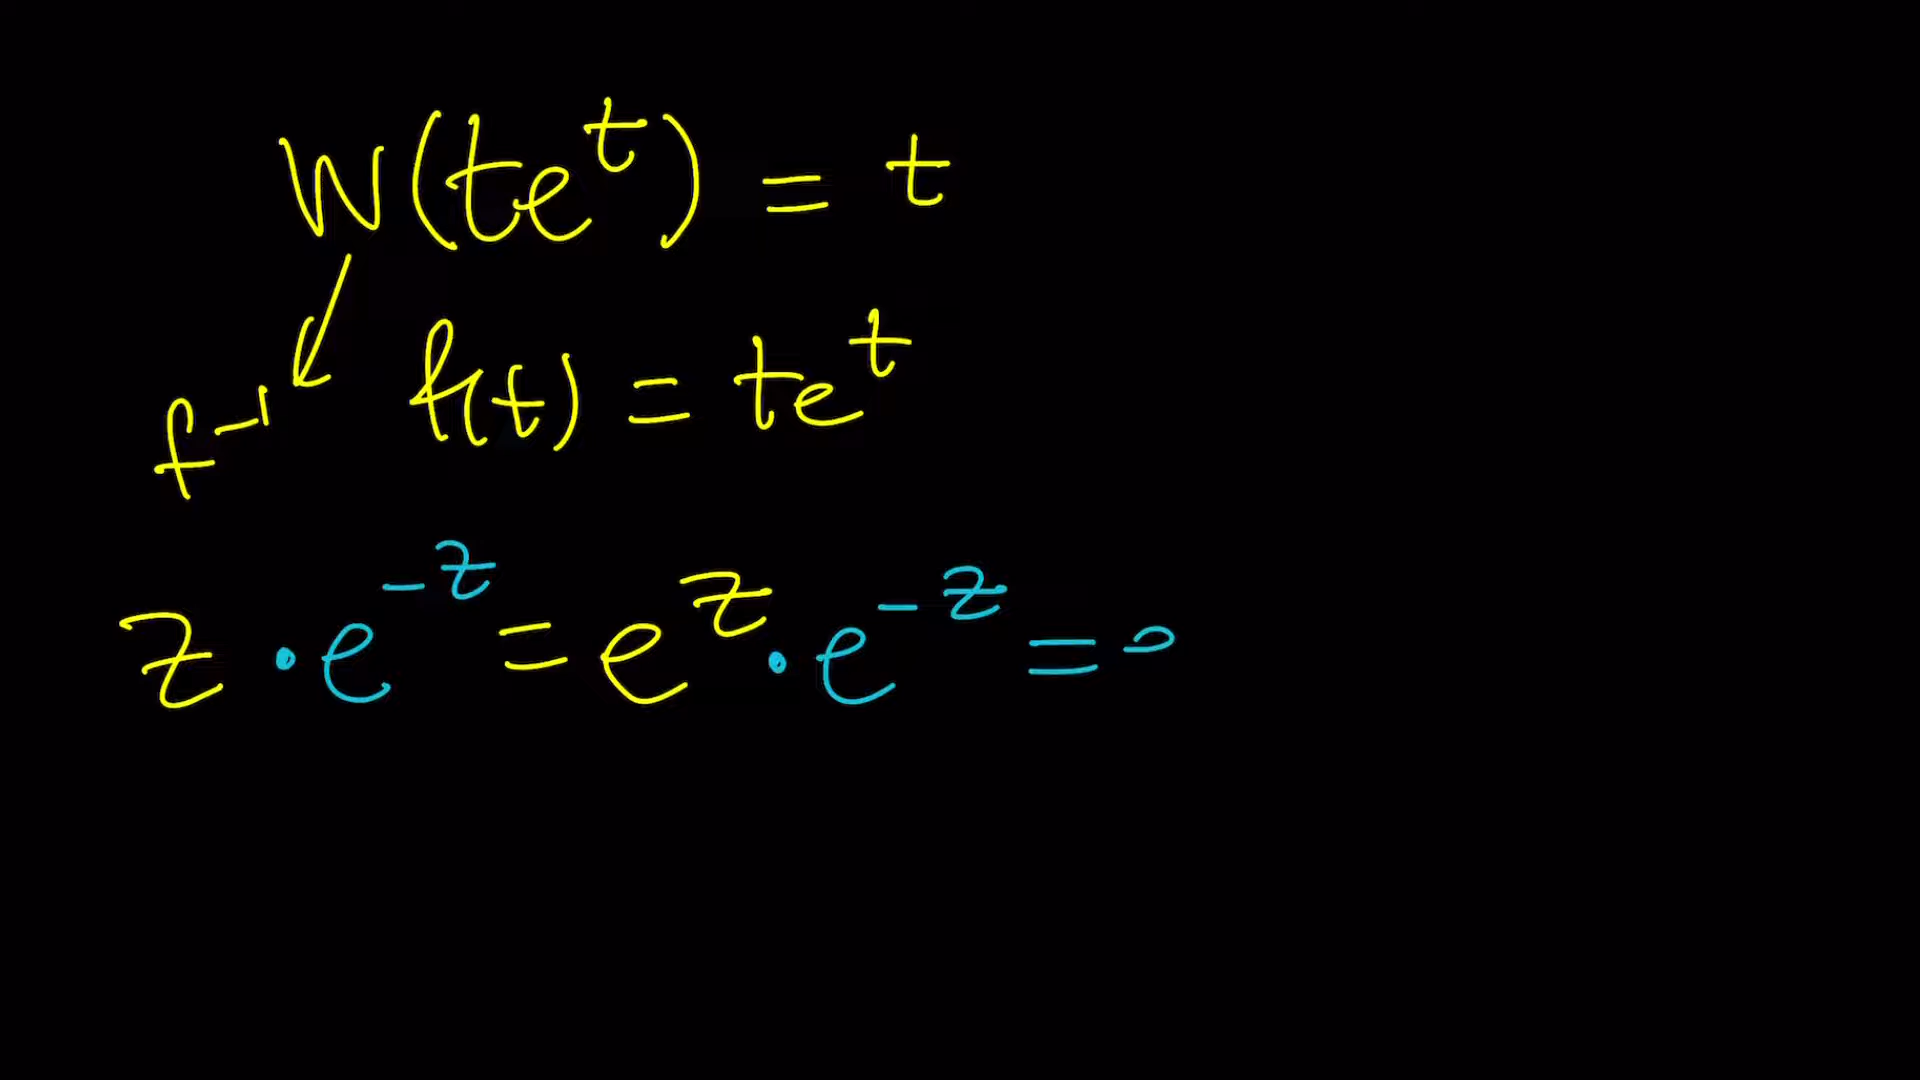 W(te^t) = t
f^-1 f(t) = te^t
z · e^-z = e^z · e^-z =